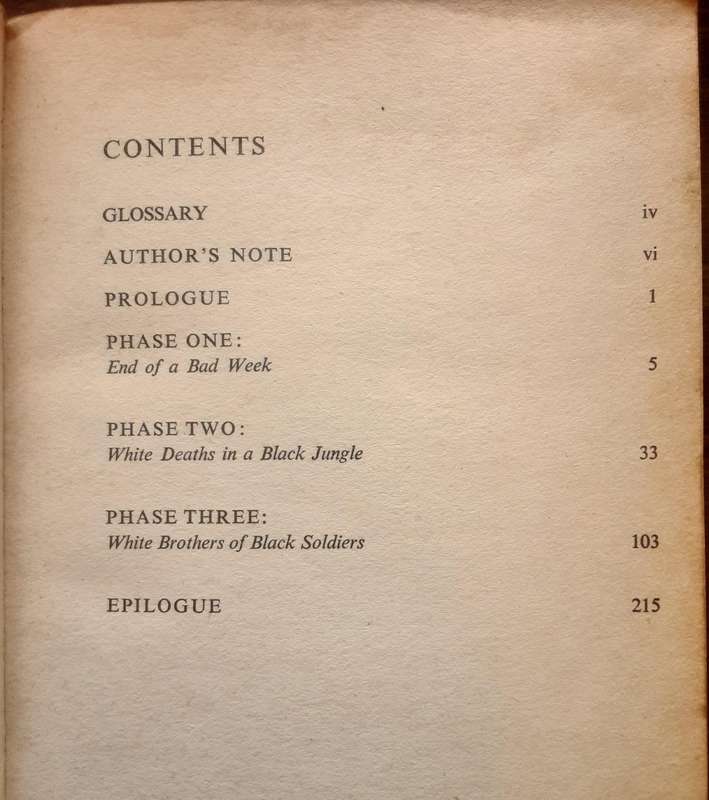 CONTENTS
GLOSSARY iv
AUTHOR'S NOTE vi
PROLOGUE 1
PHASE ONE:
End of a Bad Week 5
PHASE TWO:
White Deaths in a Black Jungle 33
PHASE THREE:
White Brothers of Black Soldiers 103
EPILOGUE 215